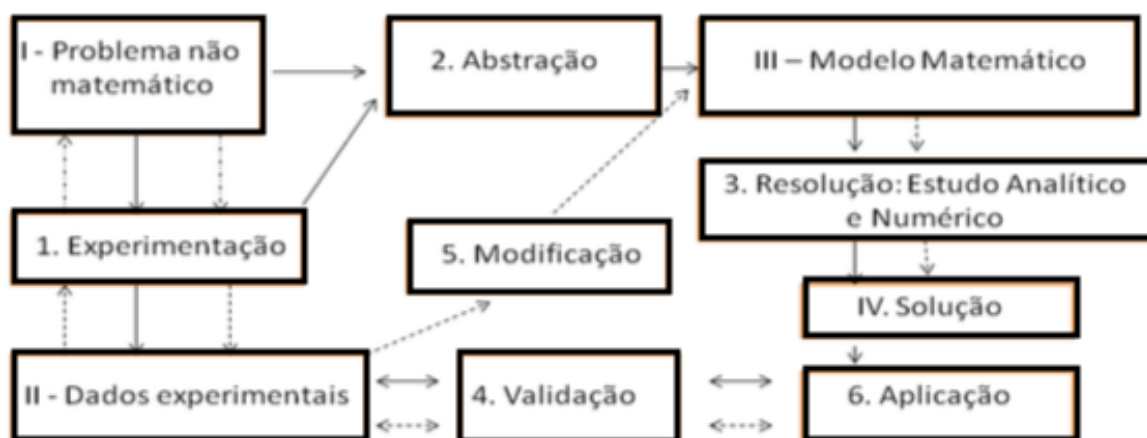 I - Problema não
matemático
2. Abstração
III – Modelo Matemático
1. Experimentação
5. Modificação
3. Resolução: Estudo Analítico
e Numérico
IV. Solução
II - Dados experimentais
4. Validação
6. Aplicação